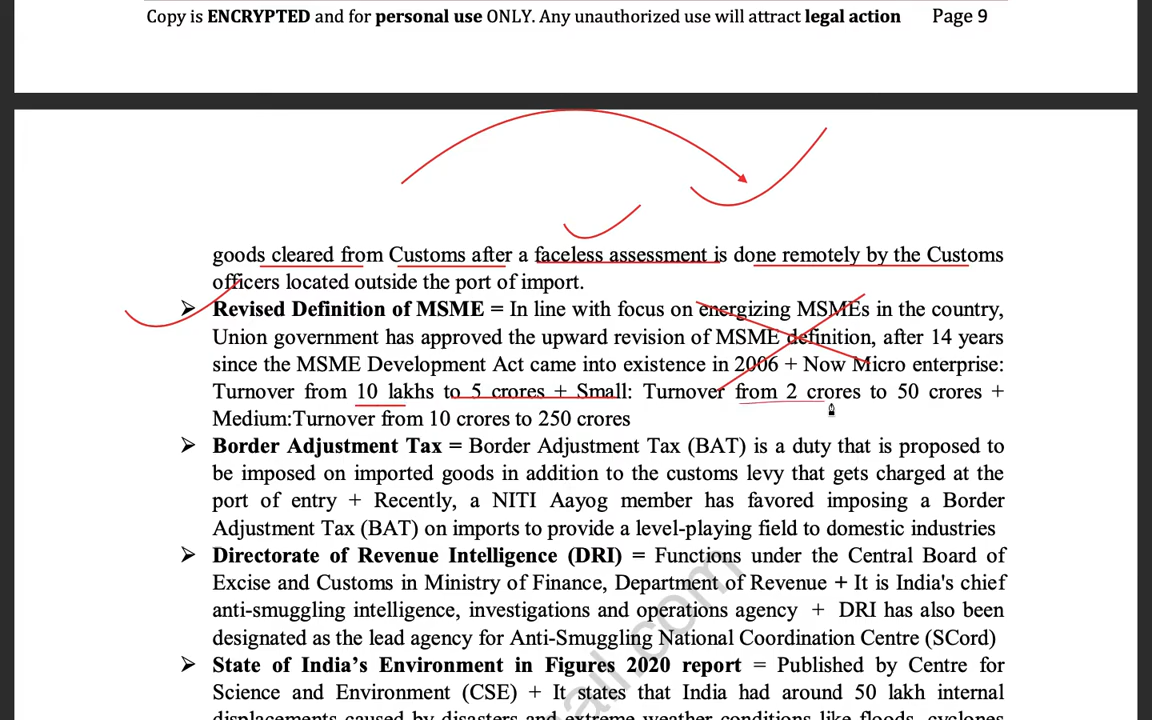 Copy is ENCRYPTED and for personal use ONLY. Any unauthorized use will attract legal action Page 9
goods cleared from Customs after a faceless assessment is done remotely by the Customs
officers located outside the port of import.
➢ Revised Definition of MSME = In line with focus on energizing MSMEs in the country,
Union government has approved the upward revision of MSME definition, after 14 years
since the MSME Development Act came into existence in 2006 + Now Micro enterprise:
Turnover from 10 lakhs to 5 crores + Small: Turnover from 2 crores to 50 crores +
Medium:Turnover from 10 crores to 250 crores
➢ Border Adjustment Tax = Border Adjustment Tax (BAT) is a duty that is proposed to
be imposed on imported goods in addition to the customs levy that gets charged at the
port of entry + Recently, a NITI Aayog member has favored imposing a Border
Adjustment Tax (BAT) on imports to provide a level-playing field to domestic industries
➢ Directorate of Revenue Intelligence (DRI) = Functions under the Central Board of
Excise and Customs in Ministry of Finance, Department of Revenue + It is India's chief
anti-smuggling intelligence, investigations and operations agency + DRI has also been
designated as the lead agency for Anti-Smuggling National Coordination Centre (SCord)
➢ State of India’s Environment in Figures 2020 report = Published by Centre for
Science and Environment (CSE) + It states that India had around 50 lakh internal
displacements caused by disasters and extreme weather conditions like floods, cyclones